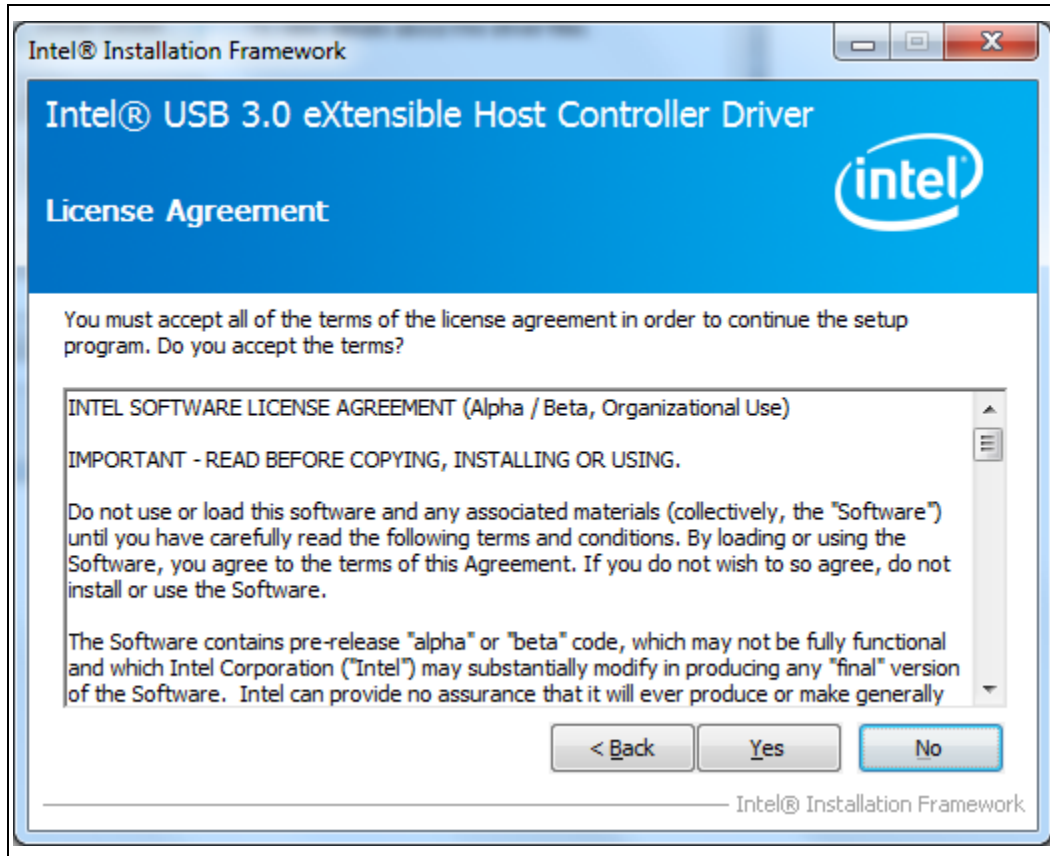 Intel® Installation Framework
Intel® USB 3.0 eXtensible Host Controller Driver
intel
License Agreement
You must accept all of the terms of the license agreement in order to continue the setup
program. Do you accept the terms?
INTEL SOFTWARE LICENSE AGREEMENT (Alpha / Beta, Organizational Use)
IMPORTANT - READ BEFORE COPYING, INSTALLING OR USING.
Do not use or load this software and any associated materials (collectively, the "Software")
until you have carefully read the following terms and conditions. By loading or using the
Software, you agree to the terms of this Agreement. If you do not wish to so agree, do not
install or use the Software.
The Software contains pre-release "alpha" or "beta" code, which may not be fully functional
and which Intel Corporation ("Intel") may substantially modify in producing any "final" version
of the Software.  Intel can provide no assurance that it will ever produce or make generally
< Back Yes No
Intel® Installation Framework